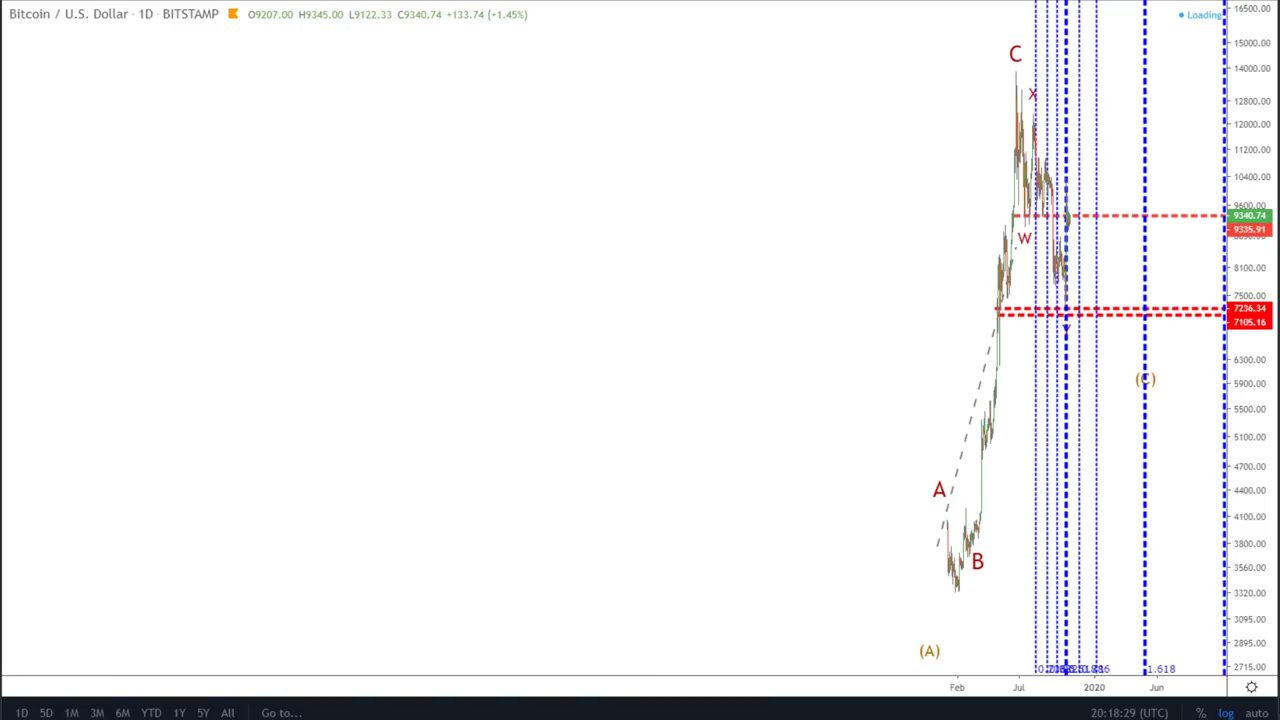 Bitcoin / U.S. Dollar · 1D · BITSTAMP O9207.00 H9345.00 L9122.33 C9340.74 +133.74 (+1.45%)
Loading
16500.00
15000.00
C
14000.00
X
12800.00
12000.00
11200.00
10400.00
9600.00
9340.74
9335.91
W
8100.00
7500.00
7236.34
7105.16
Y
6300.00
(C)
5900.00
5500.00
5100.00
4700.00
A
4400.00
4100.00
3800.00
B
3560.00
3320.00
3095.00
(A)
2895.00
2715.00
1.618
Feb Jul 2020 Jun
1D 5D 1M 3M 6M YTD 1Y 5Y All Go to... 20:18:29 (UTC) % log auto